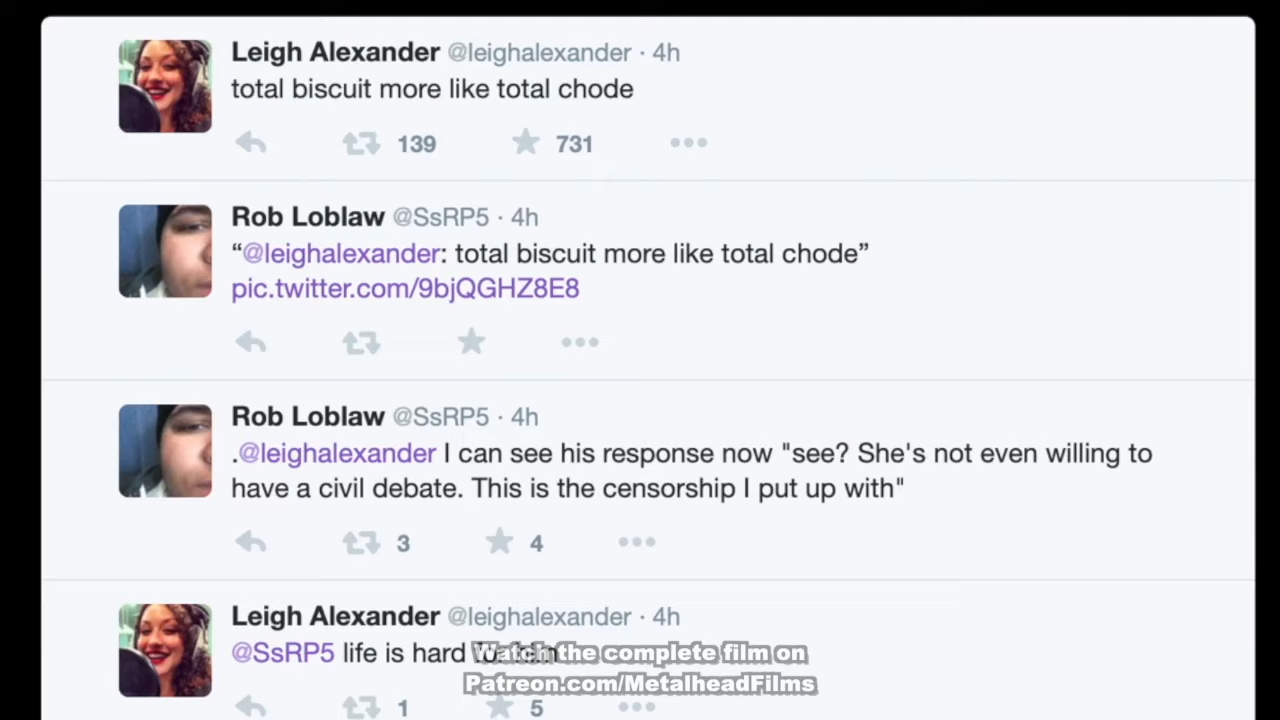 Leigh Alexander @leighalexander · 4h
total biscuit more like total chode
139 731
Rob Loblaw @SsRP5 · 4h
“@leighalexander: total biscuit more like total chode”
pic.twitter.com/9bjQGHZ8E8
Rob Loblaw @SsRP5 · 4h
.@leighalexander I can see his response now "see? She's not even willing to
have a civil debate. This is the censorship I put up with"
3 4
Leigh Alexander @leighalexander · 4h
@SsRP5 life is hard
Watch the complete film on
Patreon.com/MetalheadFilms
1 5